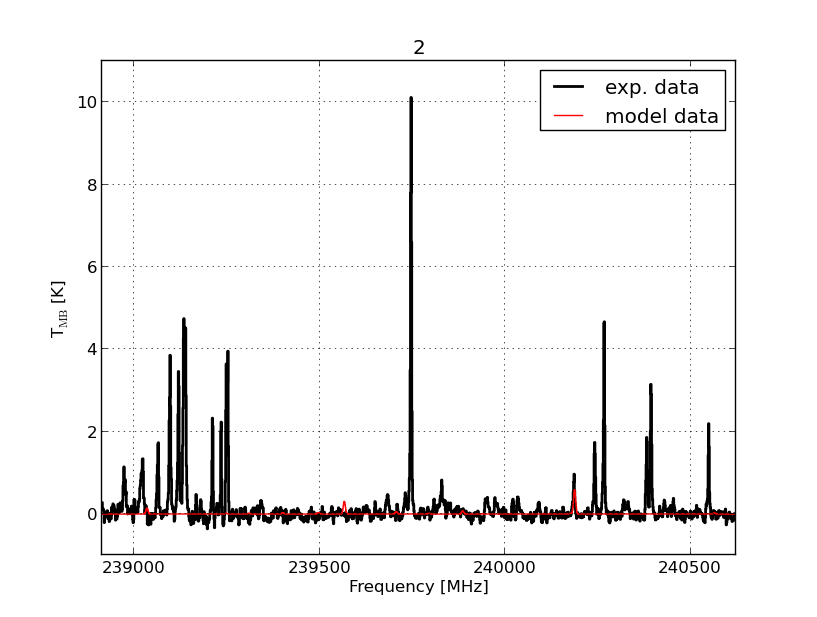 2
exp. data
model data
10
8
6
4
2
0
T_MB [K]
239000 239500 240000 240500
Frequency [MHz]